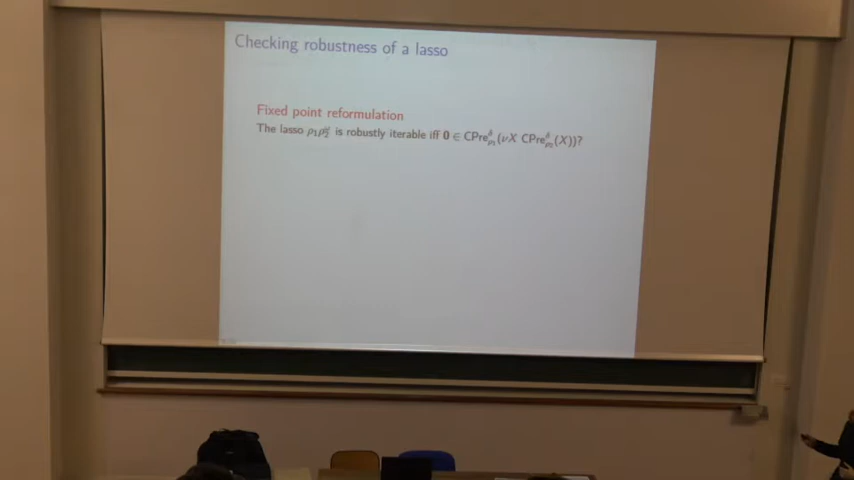 Checking robustness of a lasso
Fixed point reformulation
The lasso ρ₁ρ₂^ω is robustly iterable iff 0 ∈ CPre^δ_ρ₁(νX CPre^δ_ρ₂(X))?